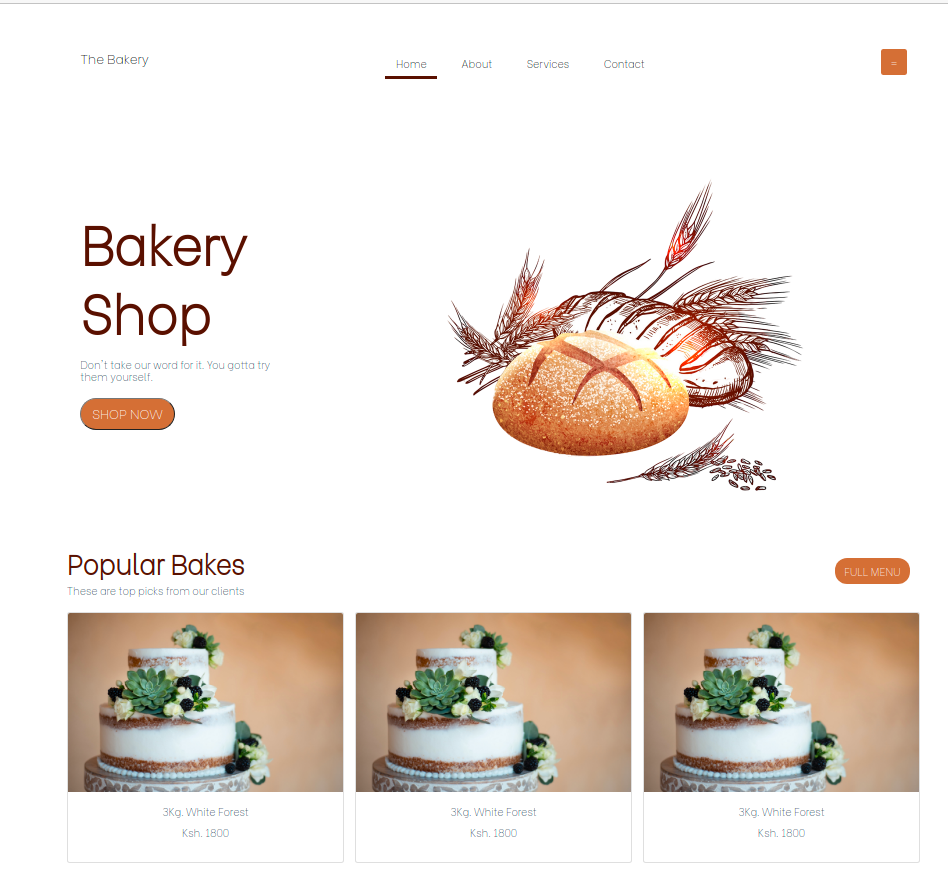 The Bakery
Home About Services Contact
=
Bakery
Shop
Don't take our word for it. You gotta try
them yourself.
SHOP NOW
Popular Bakes
These are top picks from our clients
FULL MENU
3Kg. White Forest
Ksh. 1800
3Kg. White Forest
Ksh. 1800
3Kg. White Forest
Ksh. 1800